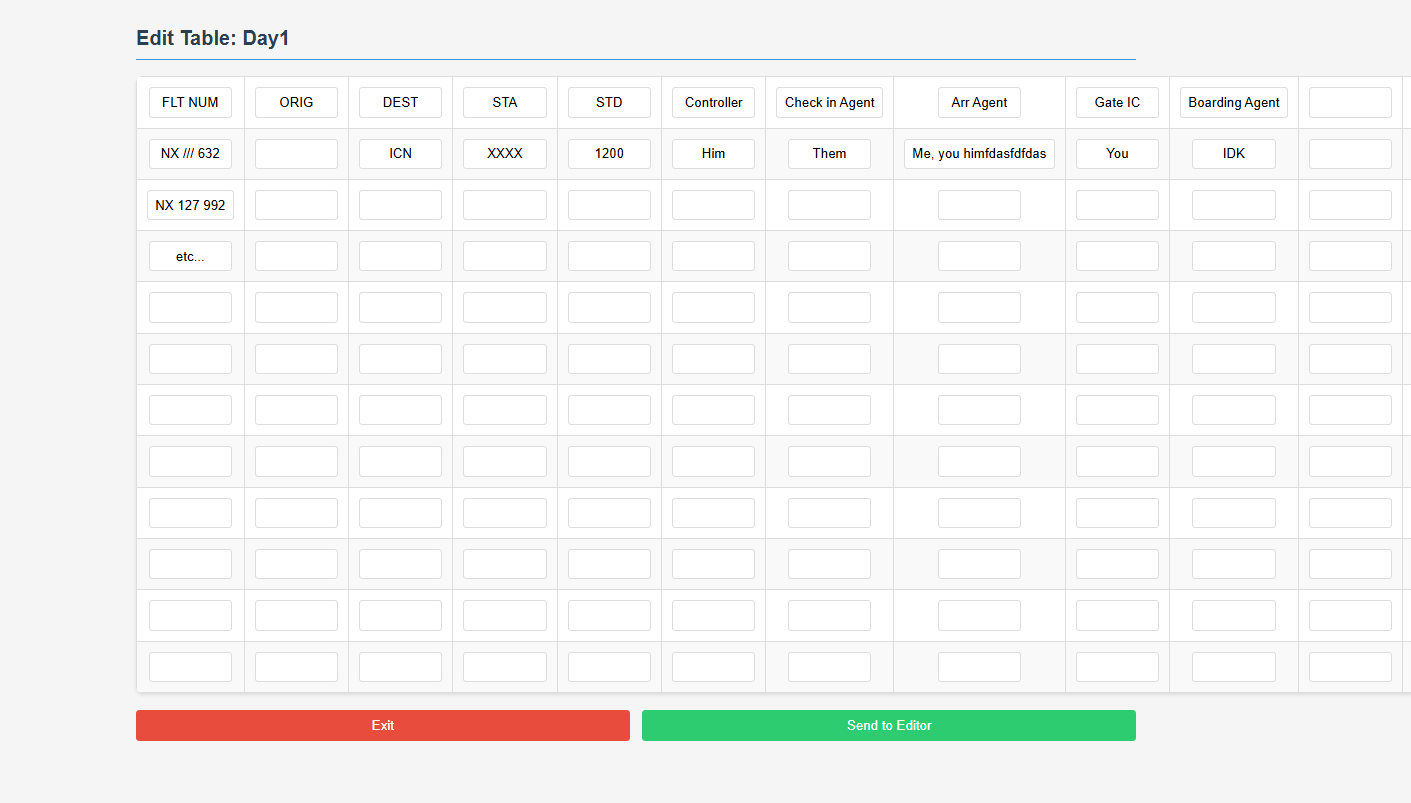 Edit Table: Day1
FLT NUM ORIG DEST STA STD Controller Check in Agent Arr Agent Gate IC Boarding Agent
NX /// 632 ICN XXXX 1200 Him Them Me, you himfdasfdfdas You IDK
NX 127 992
etc...
Exit Send to Editor